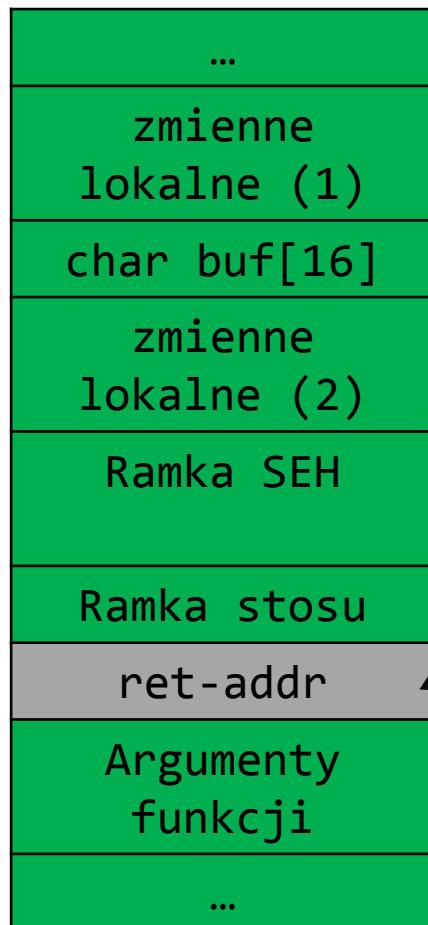 …
zmienne
lokalne (1)
char buf[16]
zmienne
lokalne (2)
Ramka SEH
Ramka stosu
ret-addr
Argumenty
funkcji
…